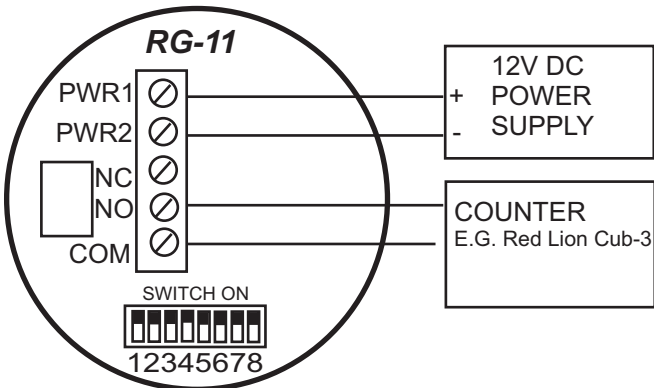 RG-11
PWR1
PWR2
NC
NO
COM
SWITCH ON
12345678
12V DC
+ POWER
- SUPPLY
COUNTER
E.G. Red Lion Cub-3